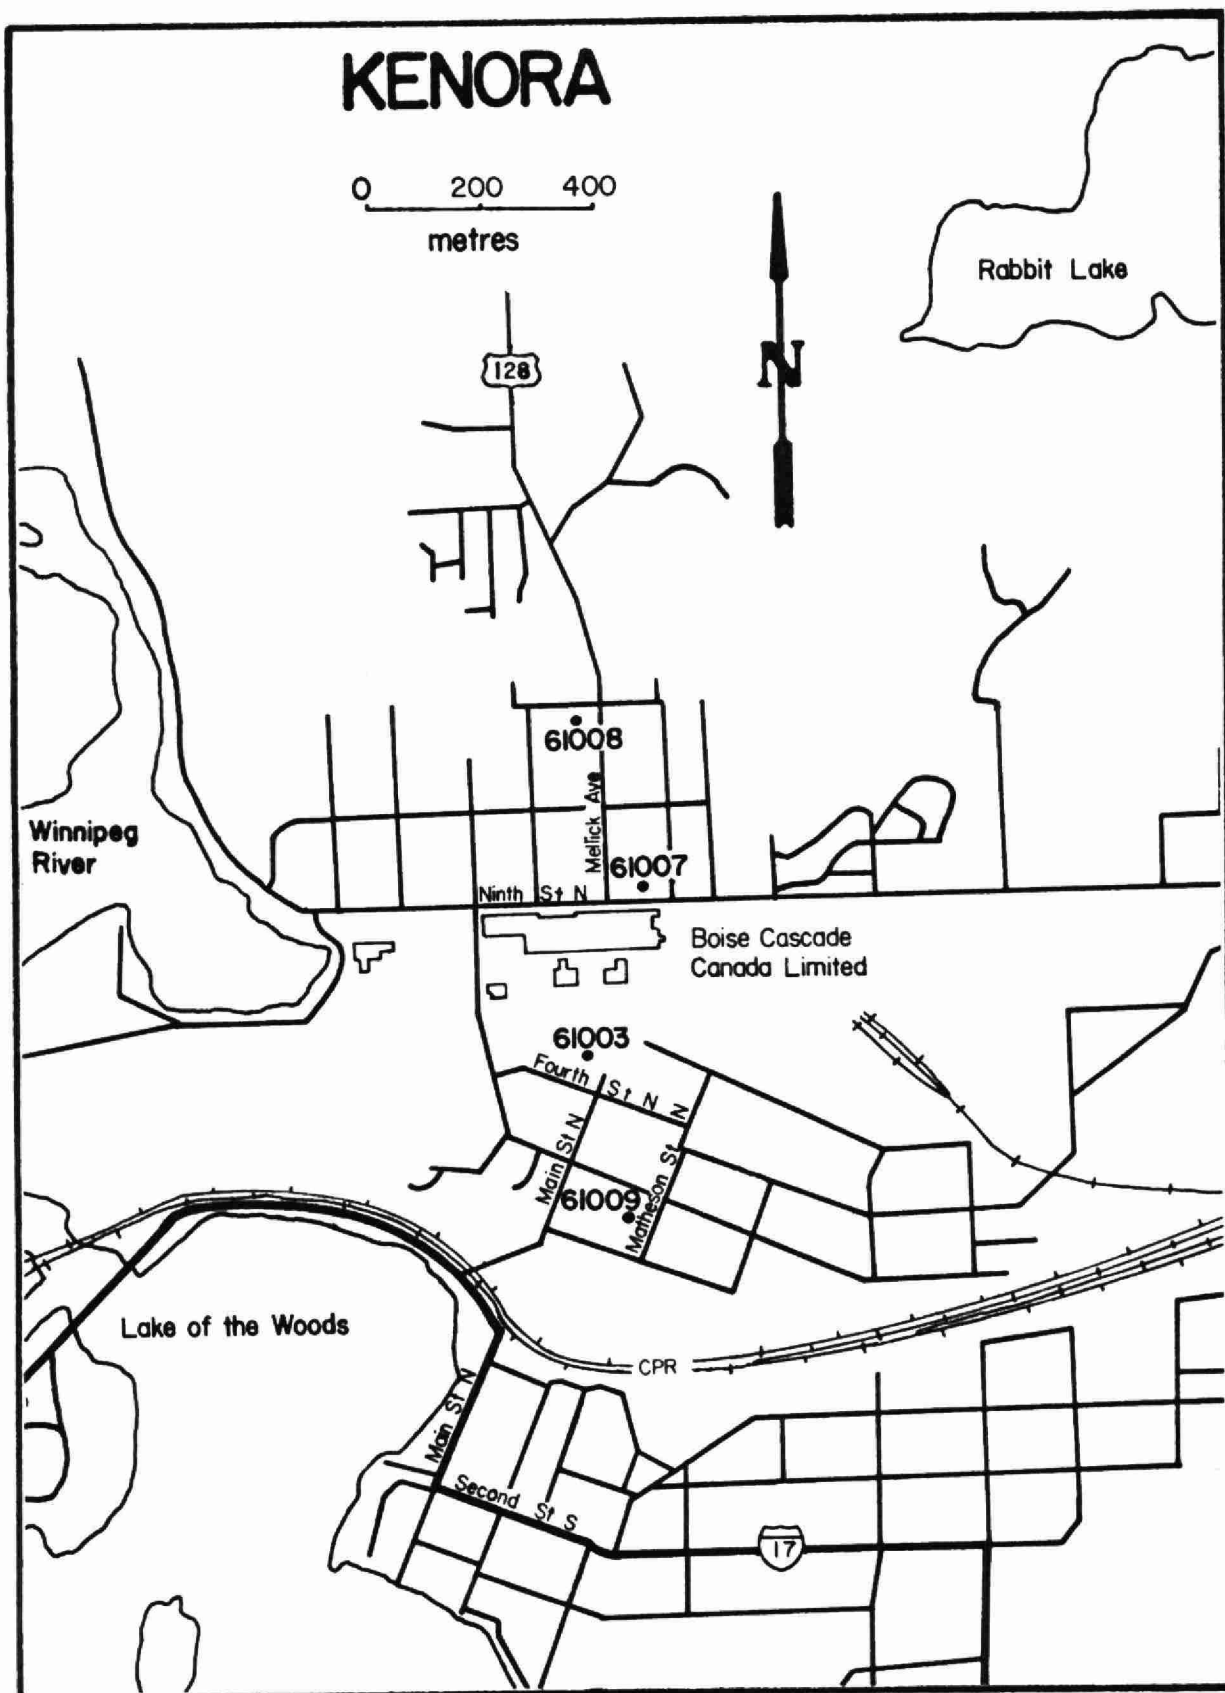 KENORA
0 200 400
metres
Rabbit Lake
N
128
61008
Mellick Ave
Winnipeg
River
61007
Ninth St N
Boise Cascade
Canada Limited
61003
Fourth St N
Main St N
Matheson St N
61009
Lake of the Woods
CPR
Main St N
Second St S
17